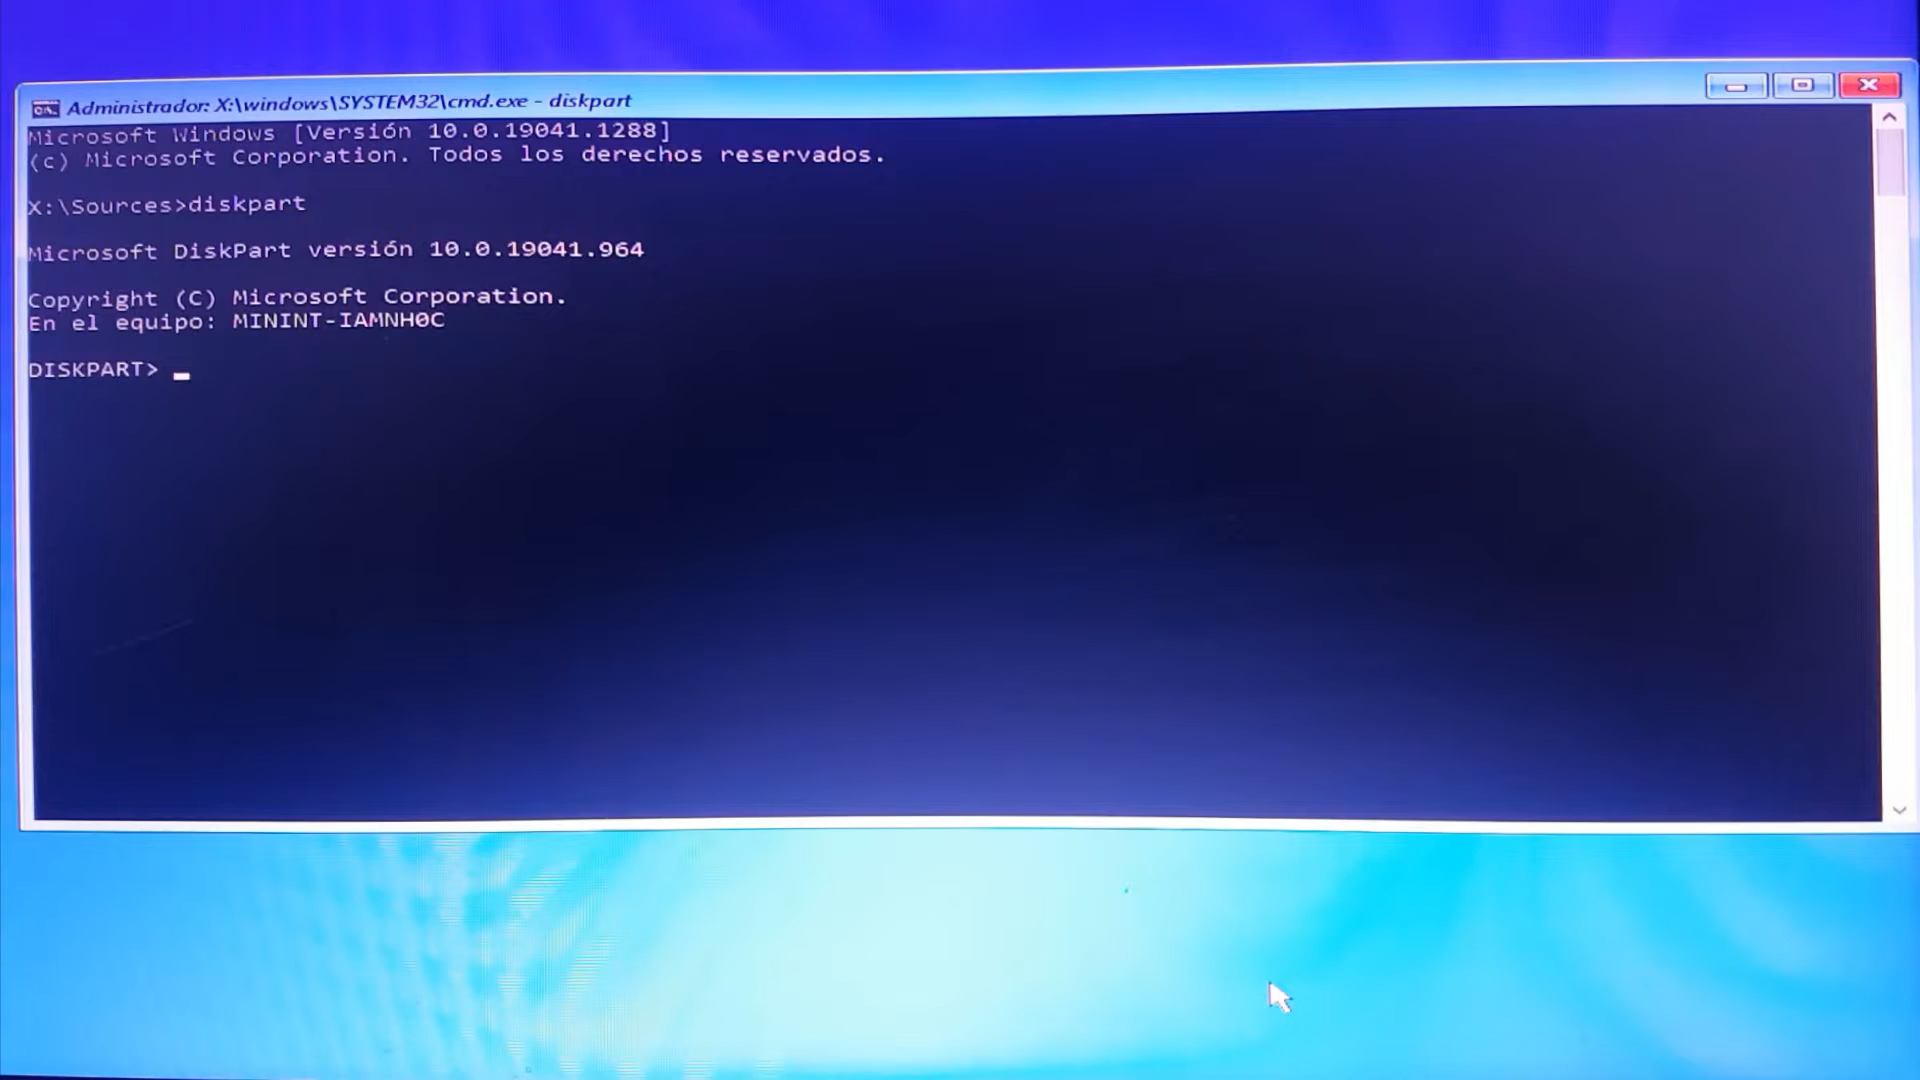 Administrador: X:\windows\SYSTEM32\cmd.exe - diskpart
Microsoft Windows [Versión 10.0.19041.1288]
(c) Microsoft Corporation. Todos los derechos reservados.
X:\Sources>diskpart
Microsoft DiskPart versión 10.0.19041.964
Copyright (C) Microsoft Corporation.
En el equipo: MININT-IAMNH0C
DISKPART>